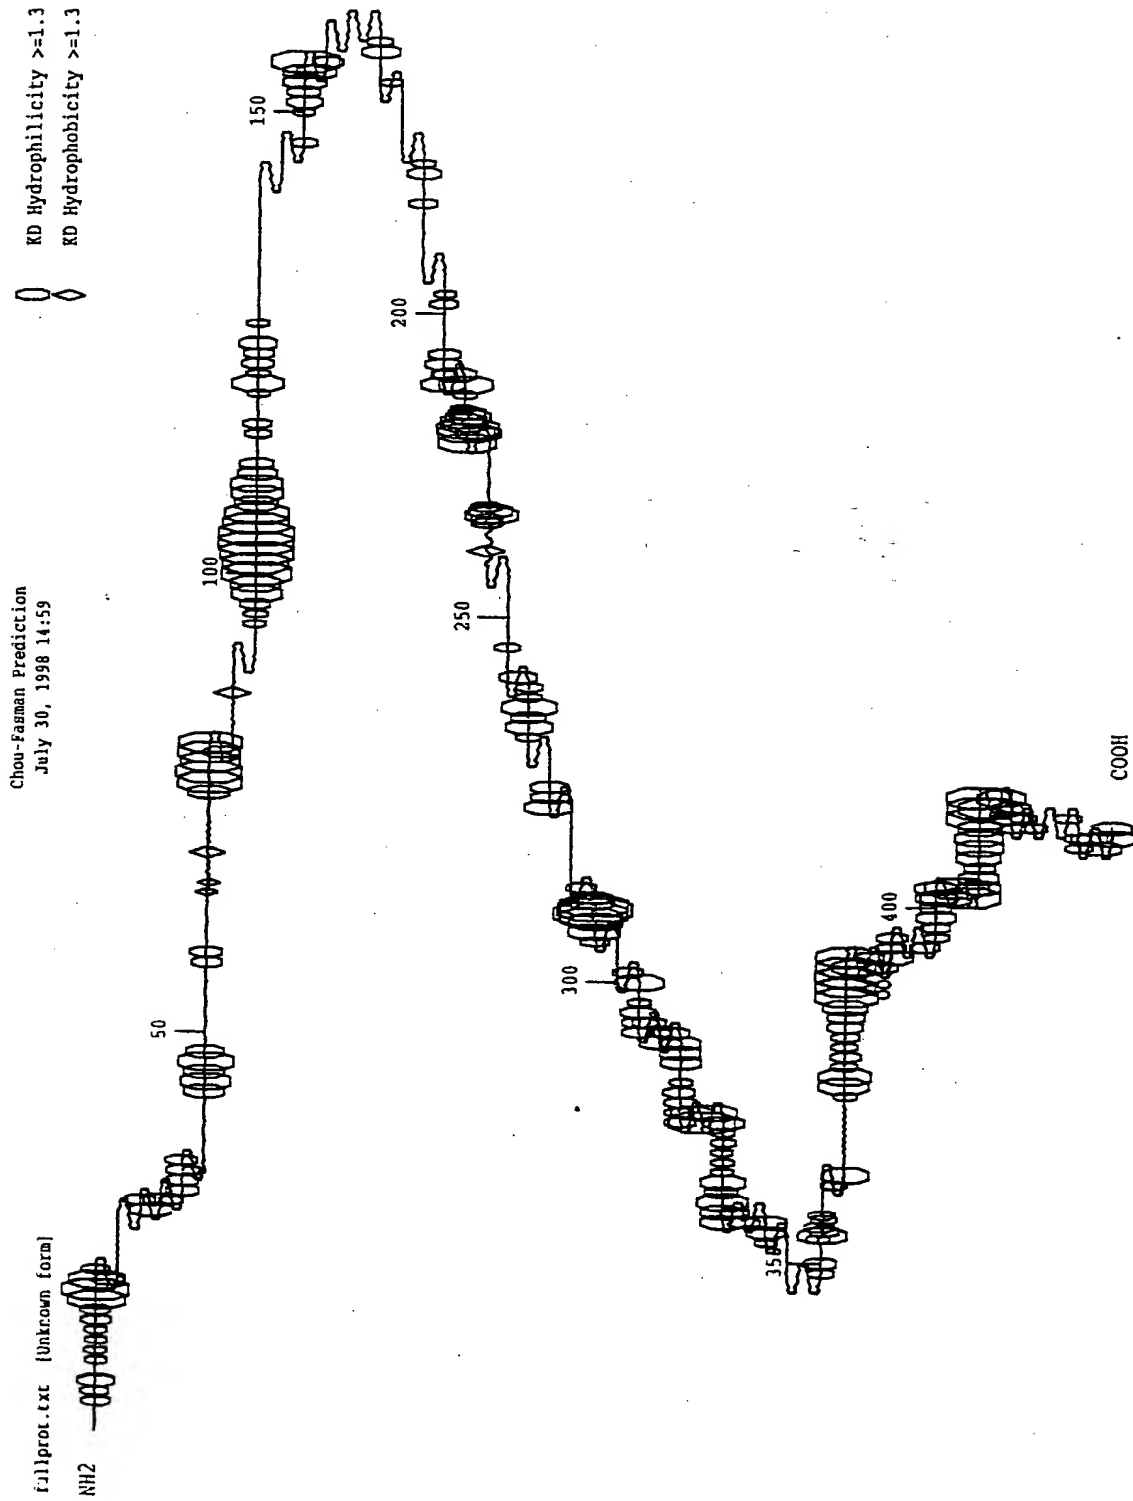 Chou-Fasman Prediction
July 30, 1998 14:59
fullprot.txt [Unknown form]
KD Hydrophilicity >=1.3
KD Hydrophobicity >=1.3
NH2
50
100
150
200
250
300
350
400
COOH